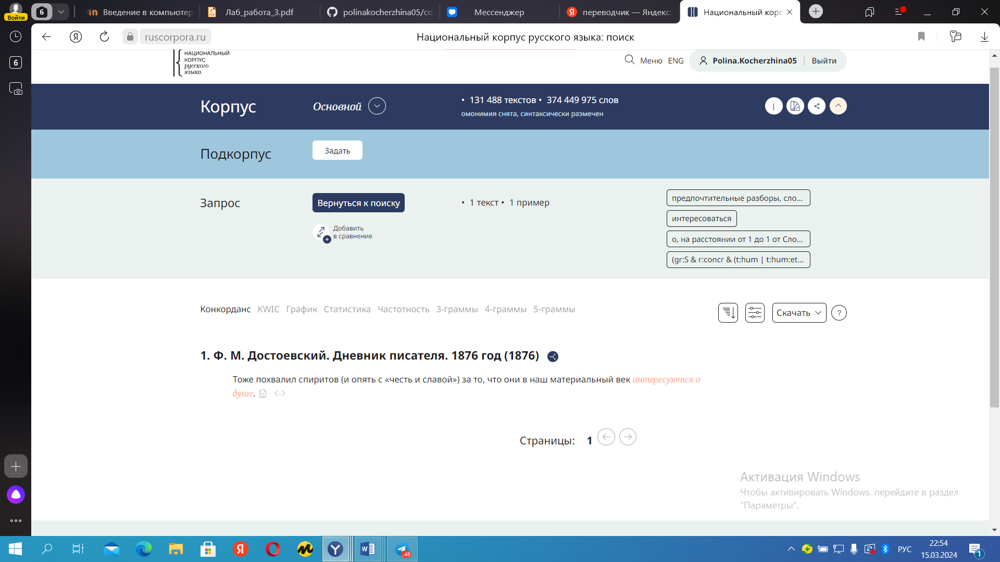 Войти
6
Введение в компьютер
Лаб_работа_3.pdf
polinakocherzhina05/co
Мессенджер
переводчик — Яндекс:
Национальный корп
ruscorpora.ru
Национальный корпус русского языка: поиск
6
НАЦИОНАЛЬНЫЙ
КОРПУС
русского
языка
Меню ENG Polina.Kocherzhina05 Выйти
Корпус
Основной
• 131 488 текстов • 374 449 975 слов
омонимия снята, синтаксически размечен
Подкорпус
Задать
Запрос
Вернуться к поиску
• 1 текст • 1 пример
Добавить
в сравнение
предпочтительные разборы, сло...
интересоваться
о, на расстоянии от 1 до 1 от Сло...
(gr:S & r:concr & (t:hum | t:hum:et...
Конкорданс KWIC График Статистика Частотность 3-граммы 4-граммы 5-граммы
Скачать ?
1. Ф. М. Достоевский. Дневник писателя. 1876 год (1876)
Тоже похвалил спиритов (и опять с «честь и славой») за то, что они в наш материальный век интересуются о
душе.
Страницы: 1
Активация Windows
Чтобы активировать Windows, перейдите в раздел
"Параметры".
РУС
22:54
15.03.2024
1
..48